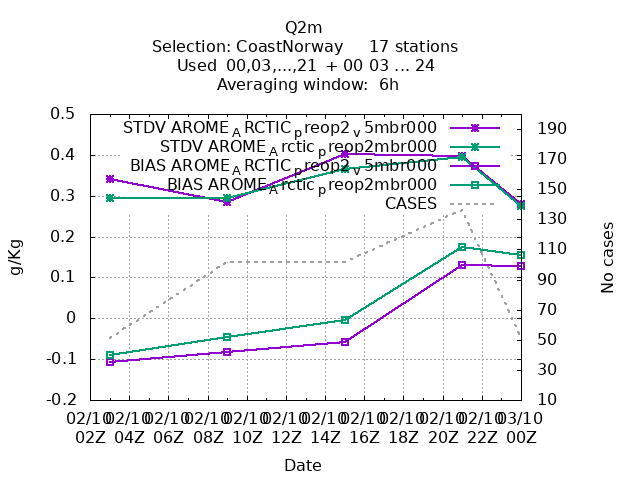 Q2m
Selection: CoastNorway 17 stations
Used 00,03,...,21 + 00 03 ... 24
Averaging window: 6h
STDV AROME_ARCTIC_preop2_v5mbr000
STDV AROME_Arctic_preop2mbr000
BIAS AROME_ARCTIC_preop2_v5mbr000
BIAS AROME_Arctic_preop2mbr000
CASES
0.5
0.4
0.3
0.2
0.1
0
-0.1
-0.2
g/Kg
190
170
150
130
110
90
70
50
30
10
No cases
02/10 02/10 02/10 02/10 02/10 02/10 02/10 02/10 02/10 02/10 02/10 03/10
02Z 04Z 06Z 08Z 10Z 12Z 14Z 16Z 18Z 20Z 22Z 00Z
Date